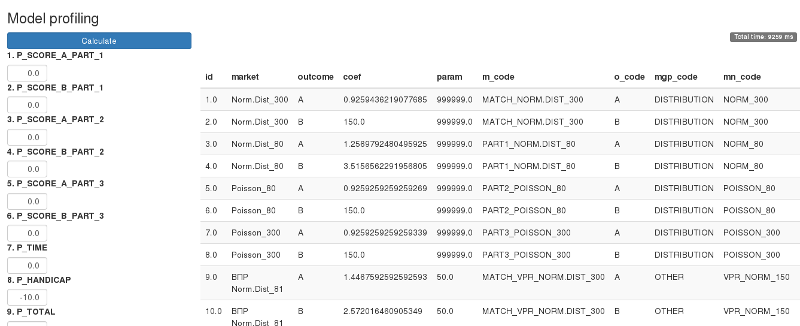 Model profiling
Calculate
Total time: 9259 ms
1. P_SCORE_A_PART_1
0.0
2. P_SCORE_B_PART_1
0.0
3. P_SCORE_A_PART_2
0.0
4. P_SCORE_B_PART_2
0.0
5. P_SCORE_A_PART_3
0.0
6. P_SCORE_B_PART_3
0.0
7. P_TIME
0.0
8. P_HANDICAP
-10.0
9. P_TOTAL
id market outcome coef param m_code o_code mgp_code mn_code
1.0 Norm.Dist_300 A 0.9259436219077685 999999.0 MATCH_NORM.DIST_300 A DISTRIBUTION NORM_300
2.0 Norm.Dist_300 B 150.0 999999.0 MATCH_NORM.DIST_300 B DISTRIBUTION NORM_300
3.0 Norm.Dist_80 A 1.2569792480495925 999999.0 PART1_NORM.DIST_80 A DISTRIBUTION NORM_80
4.0 Norm.Dist_80 B 3.5156562291956805 999999.0 PART1_NORM.DIST_80 B DISTRIBUTION NORM_80
5.0 Poisson_80 A 0.9259259259259269 999999.0 PART2_POISSON_80 A DISTRIBUTION POISSON_80
6.0 Poisson_80 B 150.0 999999.0 PART2_POISSON_80 B DISTRIBUTION POISSON_80
7.0 Poisson_300 A 0.9259259259259339 999999.0 PART3_POISSON_300 A DISTRIBUTION POISSON_300
8.0 Poisson_300 B 150.0 999999.0 PART3_POISSON_300 B DISTRIBUTION POISSON_300
9.0 ВПР A 1.4467592592592593 50.0 MATCH_VPR_NORM.DIST_300 A OTHER VPR_NORM_150
Norm.Dist_81
10.0 ВПР B 2.572016460905349 50.0 MATCH_VPR_NORM.DIST_300 B OTHER VPR_NORM_150
Norm.Dist_81